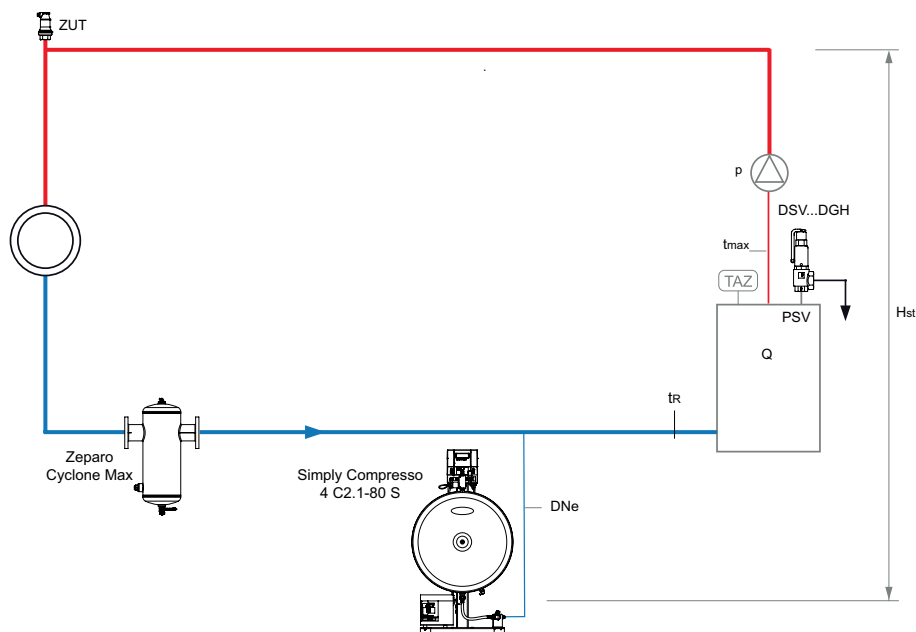 ZUT
p
DSV...DGH
tmax
TAZ
PSV
Hst
Q
tR
Zeparo
Cyclone Max
Simply Compresso
4 C2.1-80 S
DNe